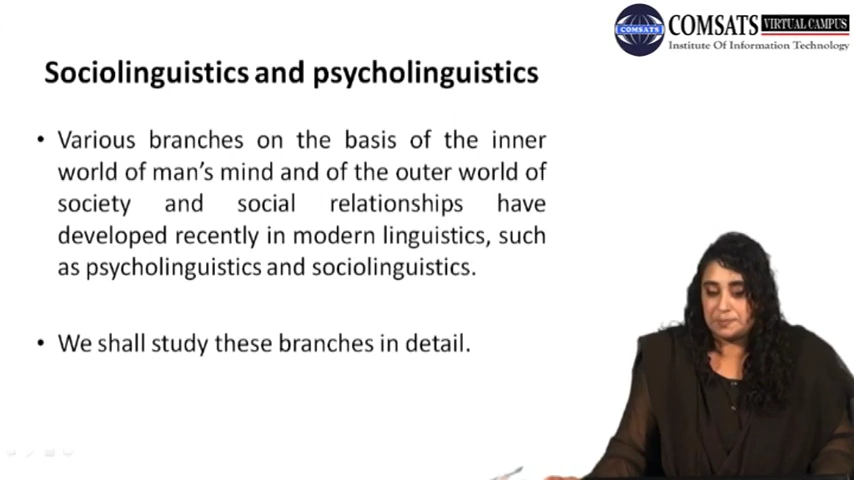 COMSATS VIRTUAL CAMPUS
COMSATS Institute Of Information Technology
Sociolinguistics and psycholinguistics
• Various branches on the basis of the inner
world of man's mind and of the outer world of
society and social relationships have
developed recently in modern linguistics, such
as psycholinguistics and sociolinguistics.
• We shall study these branches in detail.